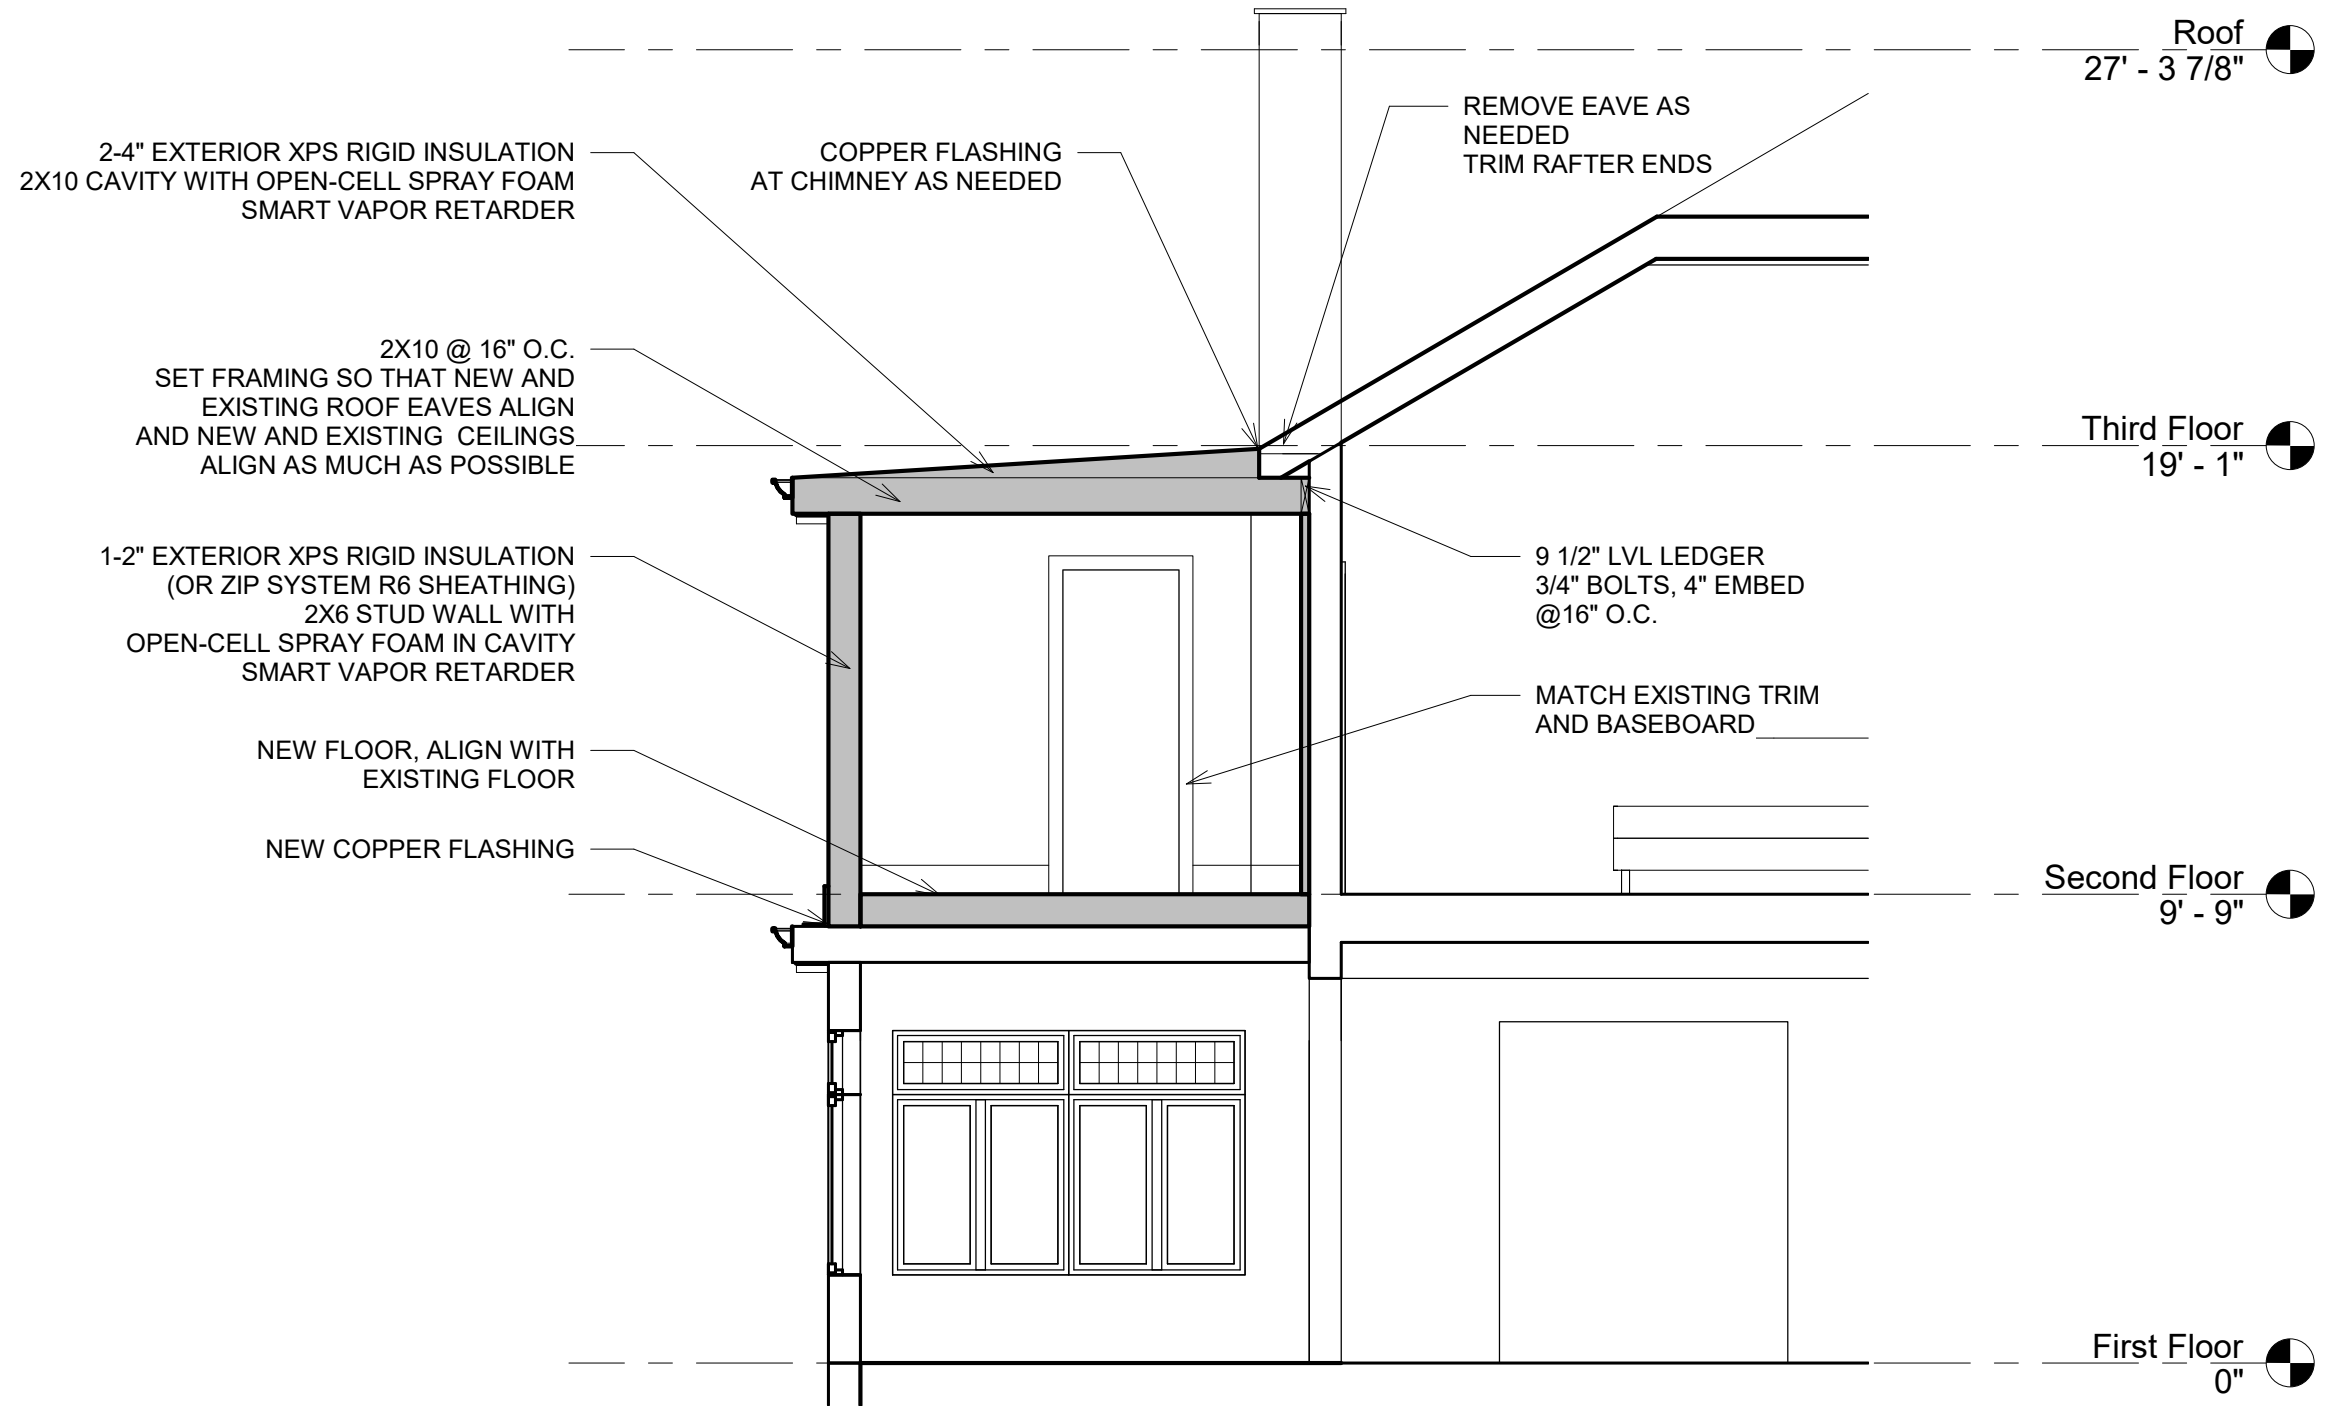 Roof
27' - 3 7/8"
REMOVE EAVE AS
NEEDED
TRIM RAFTER ENDS
2-4" EXTERIOR XPS RIGID INSULATION
2X10 CAVITY WITH OPEN-CELL SPRAY FOAM
SMART VAPOR RETARDER
COPPER FLASHING
AT CHIMNEY AS NEEDED
2X10 @ 16" O.C.
SET FRAMING SO THAT NEW AND
EXISTING ROOF EAVES ALIGN
AND NEW AND EXISTING CEILINGS
ALIGN AS MUCH AS POSSIBLE
Third Floor
19' - 1"
1-2" EXTERIOR XPS RIGID INSULATION
(OR ZIP SYSTEM R6 SHEATHING)
2X6 STUD WALL WITH
OPEN-CELL SPRAY FOAM IN CAVITY
SMART VAPOR RETARDER
9 1/2" LVL LEDGER
3/4" BOLTS, 4" EMBED
@16" O.C.
MATCH EXISTING TRIM
AND BASEBOARD
NEW FLOOR, ALIGN WITH
EXISTING FLOOR
NEW COPPER FLASHING
Second Floor
9' - 9"
First Floor
0"